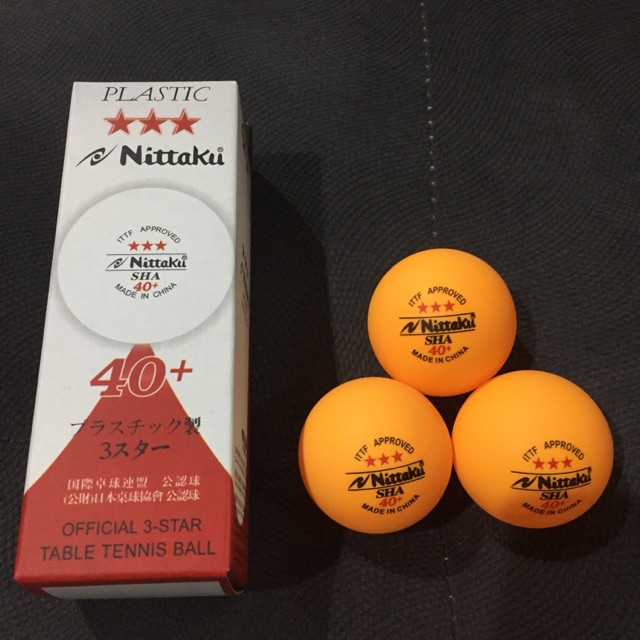 PLASTIC
★★★
Nittaku
ITTF APPROVED
★★★
Nittaku
SHA
40+
MADE IN CHINA
40+
プラスチック製
3スター
国際卓球連盟 公認球
(公財)日本卓球協會公認球
OFFICIAL 3-STAR
TABLE TENNIS BALL
ITTF APPROVED
★★★
Nittaku
SHA
40+
MADE IN CHINA
ITTF APPROVED
★★★
Nittaku
SHA
40+
MADE IN CHINA
ITTF APPROVED
★★★
Nittaku
SHA
40+
MADE IN CHINA